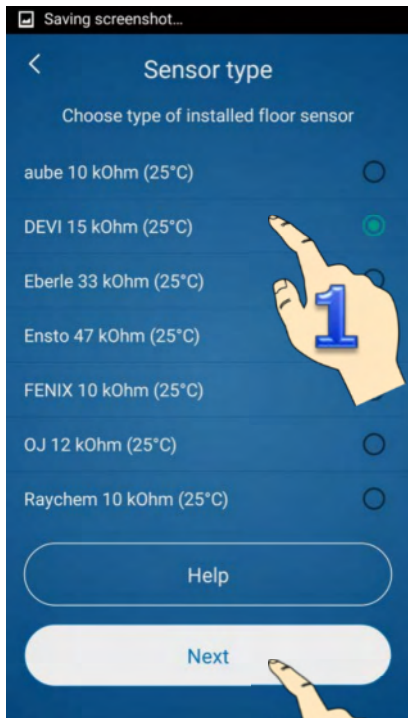 Saving screenshot...
Sensor type
Choose type of installed floor sensor
aube 10 kOhm (25°C)
DEVI 15 kOhm (25°C)
Eberle 33 kOhm (25°C)
1
Ensto 47 kOhm (25°C)
FENIX 10 kOhm (25°C)
OJ 12 kOhm (25°C)
Raychem 10 kOhm (25°C)
Help
Next